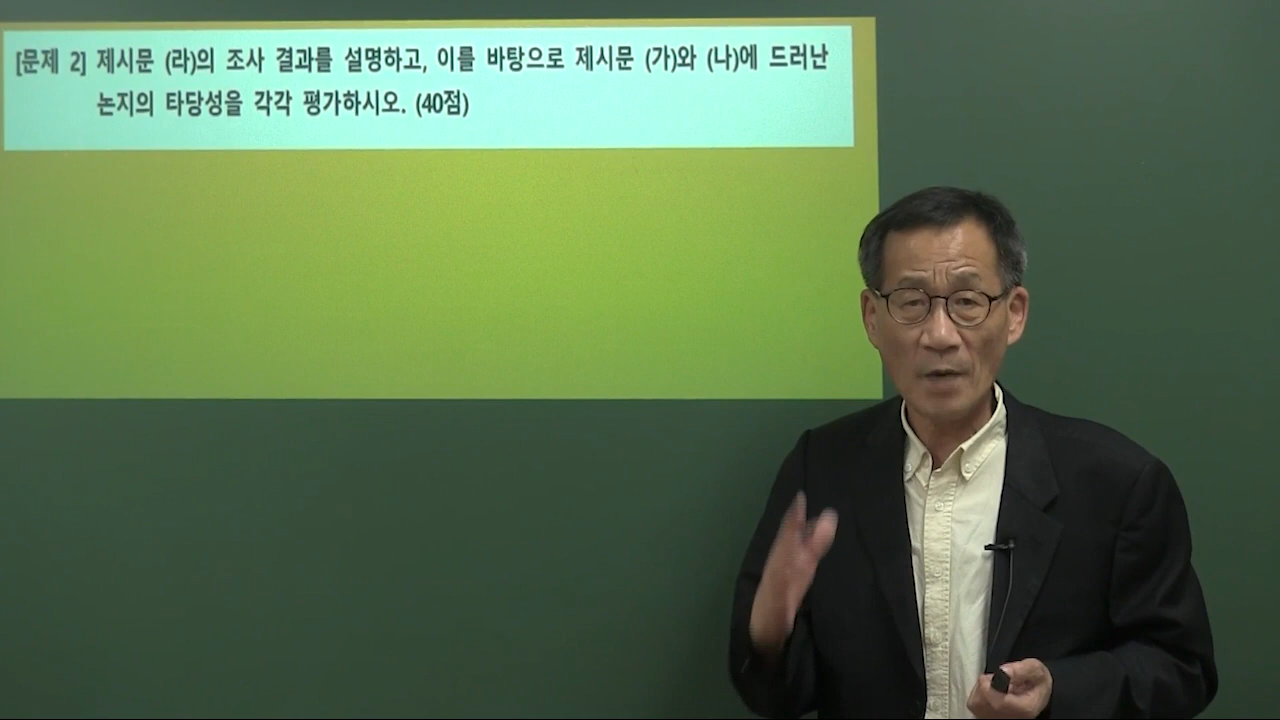 [문제 2] 제시문 (라)의 조사 결과를 설명하고, 이를 바탕으로 제시문 (가)와 (나)에 드러난
논지의 타당성을 각각 평가하시오. (40점)